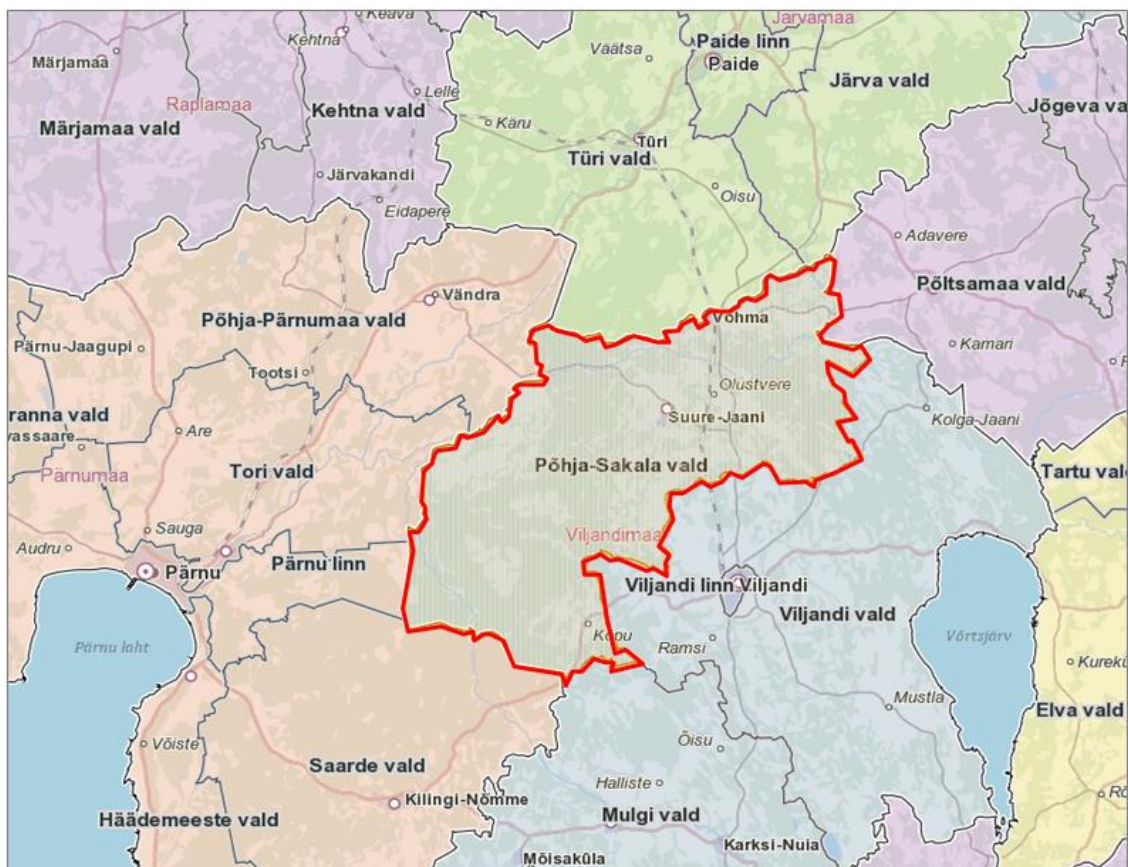 Keava
Järvamaa
Kehtna
Väätsa
Paide linn
Märjamaa
Paide
Järva vald
Lelle
Raplamaa
Kehtna vald
Jõgeva va
Märjamaa vald
Käru
Türi
Türi vald
Järvakandi
Oisu
Eidapere
Adavere
Põltsamaa vald
Vändra
Põhja-Pärnumaa vald
Võhma
Pärnu-Jaagupi
Kamari
Tootsi
Olustvere
ranna vald
Suure-Jaani
Kolga-Jaani
Are
vassaare
Põhja-Sakala vald
Tori vald
Tartu val
Pärnumaa
Sauga
Viljandimaa
Audru
Pärnu linn
Pärnu
Viljandi linn
Viljandi
Viljandi vald
Kõpu
Ramsi
Võrtsjärv
Pärnu laht
Kurekü
Mustla
Elva vald
Võiste
Õisu
Saarde vald
Halliste
Kilingi-Nõmme
Häädemeeste vald
Mulgi vald
Karksi-Nuia
Mõisaküla